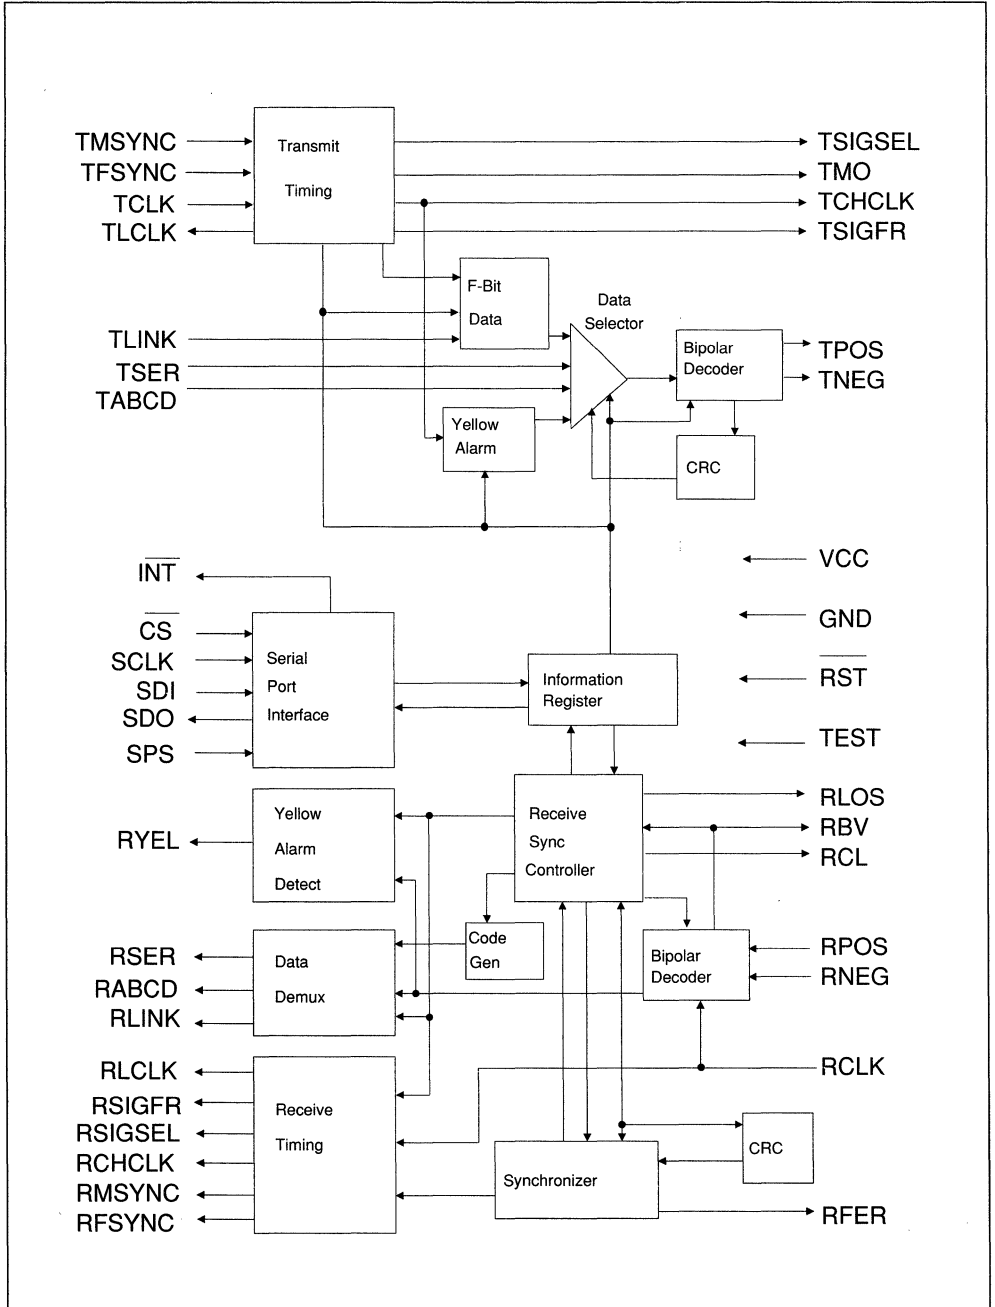 TMSYNC
TFSYNC
TCLK
TLCLK
Transmit
Timing
TSIGSEL
TMO
TCHCLK
TSIGFR
F-Bit
Data
Data
Selector
TLINK
TSER
TABCD
Yellow
Alarm
Bipolar
Decoder
TPOS
TNEG
CRC
INT
CS
SCLK
SDI
SDO
SPS
Serial
Port
Interface
Information
Register
VCC
GND
RST
TEST
RYEL
Yellow
Alarm
Detect
Receive
Sync
Controller
RLOS
RBV
RCL
RSER
RABCD
RLINK
Data
Demux
Code
Gen
Bipolar
Decoder
RPOS
RNEG
RCLK
RLCLK
RSIGFR
RSIGSEL
RCHCLK
RMSYNC
RFSYNC
Receive
Timing
Synchronizer
CRC
RFER